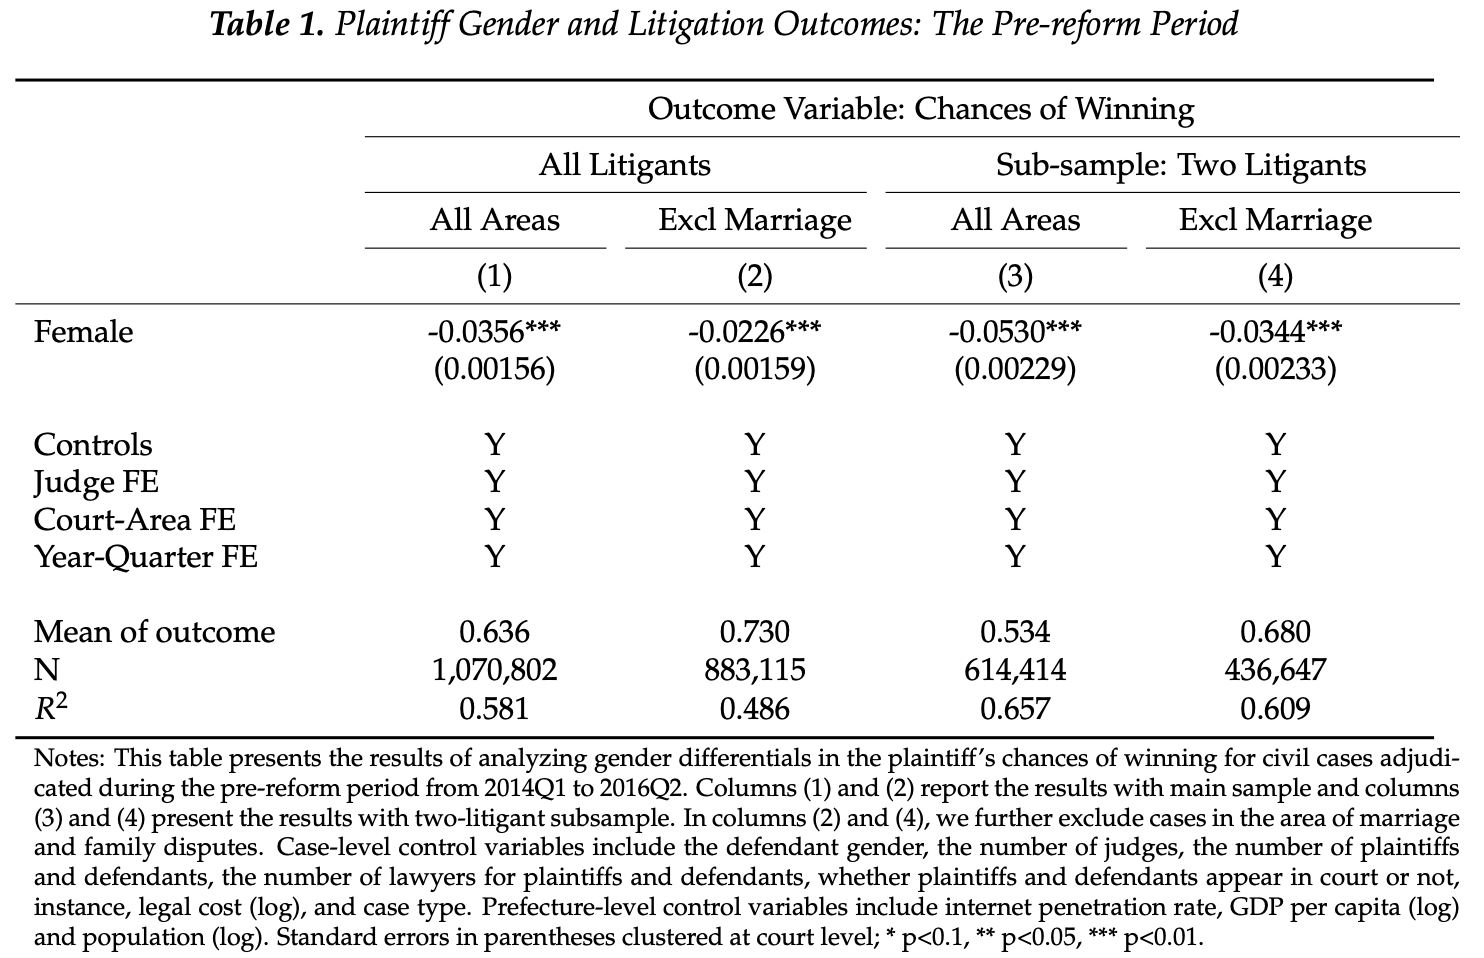 Table 1. Plaintiff Gender and Litigation Outcomes: The Pre-reform Period
Outcome Variable: Chances of Winning
All Litigants Sub-sample: Two Litigants
All Areas Excl Marriage All Areas Excl Marriage
(1) (2) (3) (4)
Female -0.0356*** -0.0226*** -0.0530*** -0.0344***
(0.00156) (0.00159) (0.00229) (0.00233)
Controls Y Y Y Y
Judge FE Y Y Y Y
Court-Area FE Y Y Y Y
Year-Quarter FE Y Y Y Y
Mean of outcome 0.636 0.730 0.534 0.680
N 1,070,802 883,115 614,414 436,647
R² 0.581 0.486 0.657 0.609
Notes: This table presents the results of analyzing gender differentials in the plaintiff's chances of winning for civil cases adjudi-
cated during the pre-reform period from 2014Q1 to 2016Q2. Columns (1) and (2) report the results with main sample and columns
(3) and (4) present the results with two-litigant subsample. In columns (2) and (4), we further exclude cases in the area of marriage
and family disputes. Case-level control variables include the defendant gender, the number of judges, the number of plaintiffs
and defendants, the number of lawyers for plaintiffs and defendants, whether plaintiffs and defendants appear in court or not,
instance, legal cost (log), and case type. Prefecture-level control variables include internet penetration rate, GDP per capita (log)
and population (log). Standard errors in parentheses clustered at court level; * p<0.1, ** p<0.05, *** p<0.01.